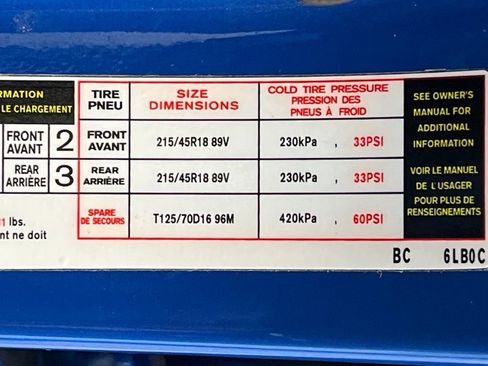 RMATION
LE CHARGEMENT
TIRE
PNEU
SIZE
DIMENSIONS
COLD TIRE PRESSURE
PRESSION DES
PNEUS À FROID
SEE OWNER'S
MANUAL FOR
ADDITIONAL
INFORMATION
VOIR LE MANUEL
DE L'USAGER
POUR PLUS DE
RENSEIGNEMENTS
FRONT
AVANT 2
FRONT
AVANT
215/45R18 89V
230kPa , 33PSI
REAR
ARRIÈRE 3
REAR
ARRIÈRE
215/45R18 89V
230kPa , 33PSI
lbs.
nt ne doit
SPARE
DE SECOURS
T125/70D16 96M
420kPa , 60PSI
BC 6LB0C